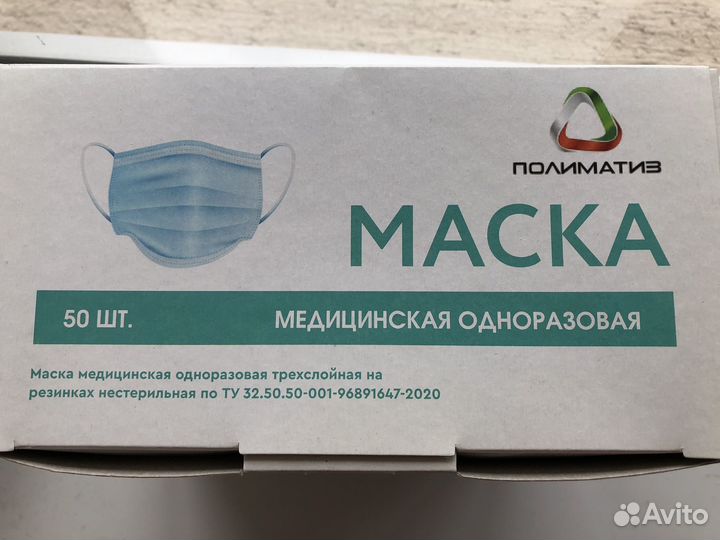 ПОЛИМАТИЗ
МАСКА
50 ШТ. МЕДИЦИНСКАЯ ОДНОРАЗОВАЯ
Маска медицинская одноразовая трехслойная на
резинках нестерильная по ТУ 32.50.50-001-96891647-2020
Avito